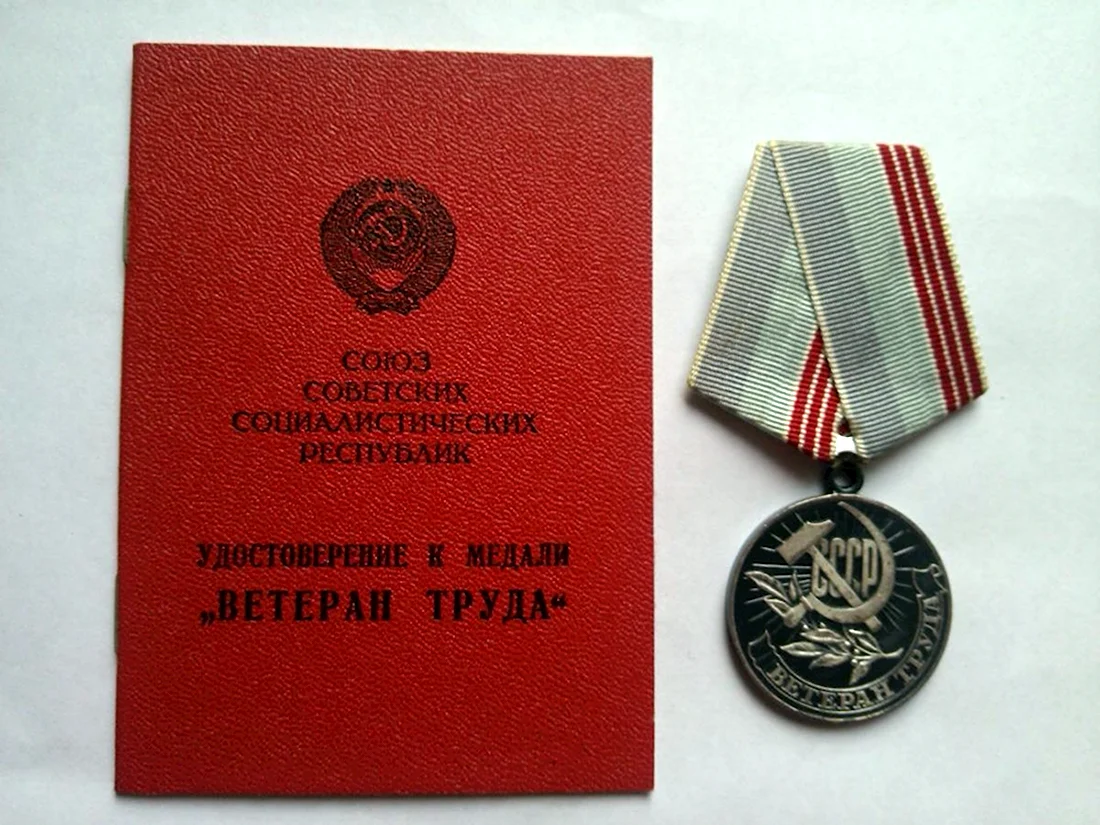 СОЮЗ
СОВЕТСКИХ
СОЦИАЛИСТИЧЕСКИХ
РЕСПУБЛИК
УДОСТОВЕРЕНИЕ К МЕДАЛИ
„ВЕТЕРАН ТРУДА“
СССР
ВЕТЕРАН ТРУДА